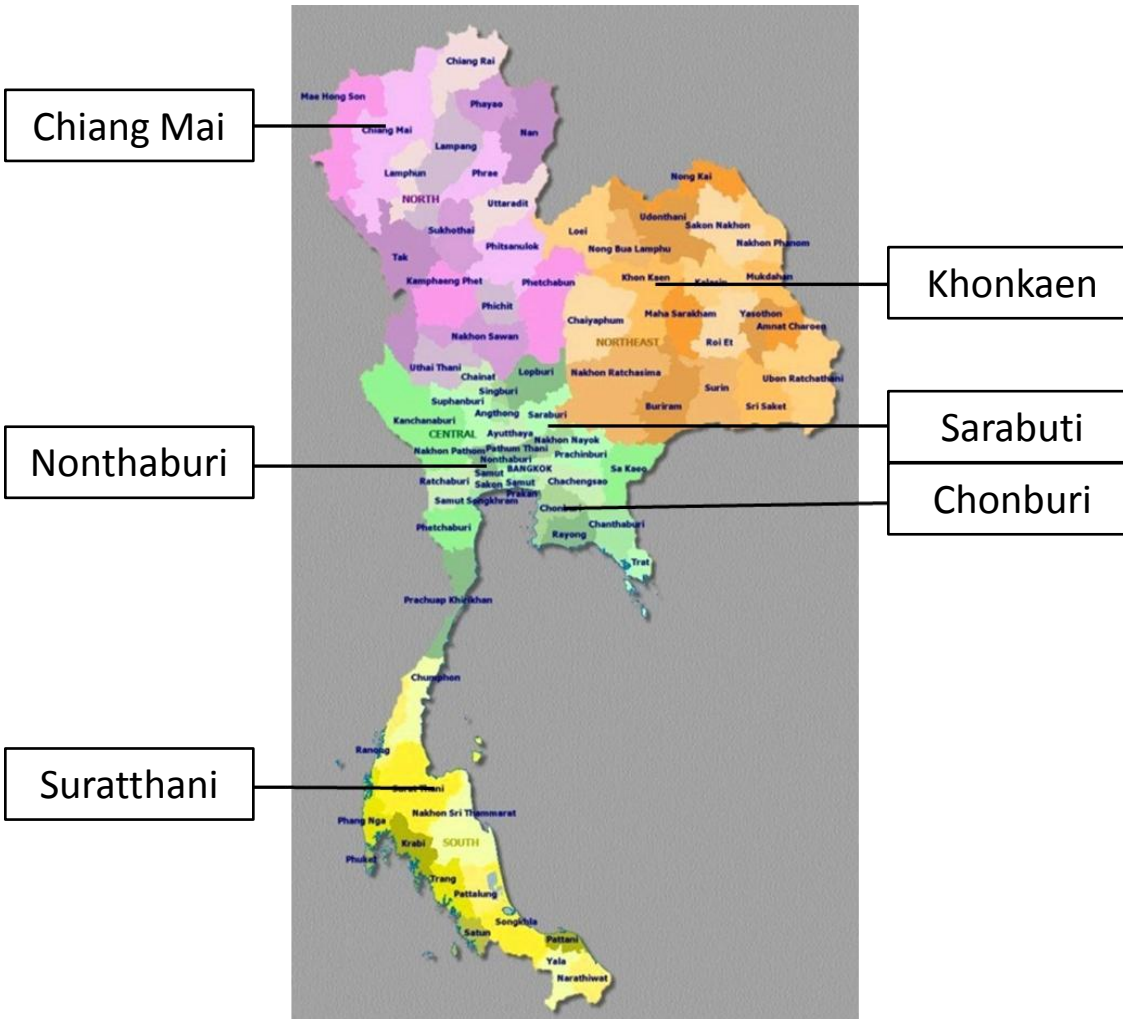 Chiang Rai
Mae Hong Son
Phayao
Chiang Mai
Chiang Mai
Nan
Lampang
Lamphun
Phrae
Nong Kai
NORTH
Uttaradit
Udonthani
Sakon Nakhon
Sukhothai
Loei
Phitsanulok
Nong Bua Lamphu
Nakhon Phanom
Tak
Khon Kaen
Mukdahan
Khonkaen
Kamphaeng Phet
Phetchabun
Kalasin
Phichit
Chaiyaphum
Maha Sarakham
Yasothon
Amnat Charoen
Nakhon Sawan
NORTHEAST
Roi Et
Uthai Thani
Chainat
Lopburi
Nakhon Ratchasima
Ubon Ratchathani
Singburi
Surin
Suphanburi
Buriram
Sri Saket
Angthong
Saraburi
Kanchanaburi
Sarabuti
CENTRAL
Ayutthaya
Nakhon Nayok
Nakhon Pathom
Pathum Thani
Prachinburi
Nonthaburi
Nonthaburi
BANGKOK
Sa Kaeo
Samut
Sakon
Samut
Prakan
Ratchaburi
Chachengsao
Samut Songkhram
Chonburi
Chonburi
Phetchaburi
Chanthaburi
Rayong
Trat
Prachuap Khirikhan
Chumphon
Ranong
Suratthani
Surat Thani
Nakhon Sri Thammarat
Phang Nga
Krabi
SOUTH
Phuket
Trang
Pattalung
Songkhla
Satun
Pattani
Yala
Narathiwat